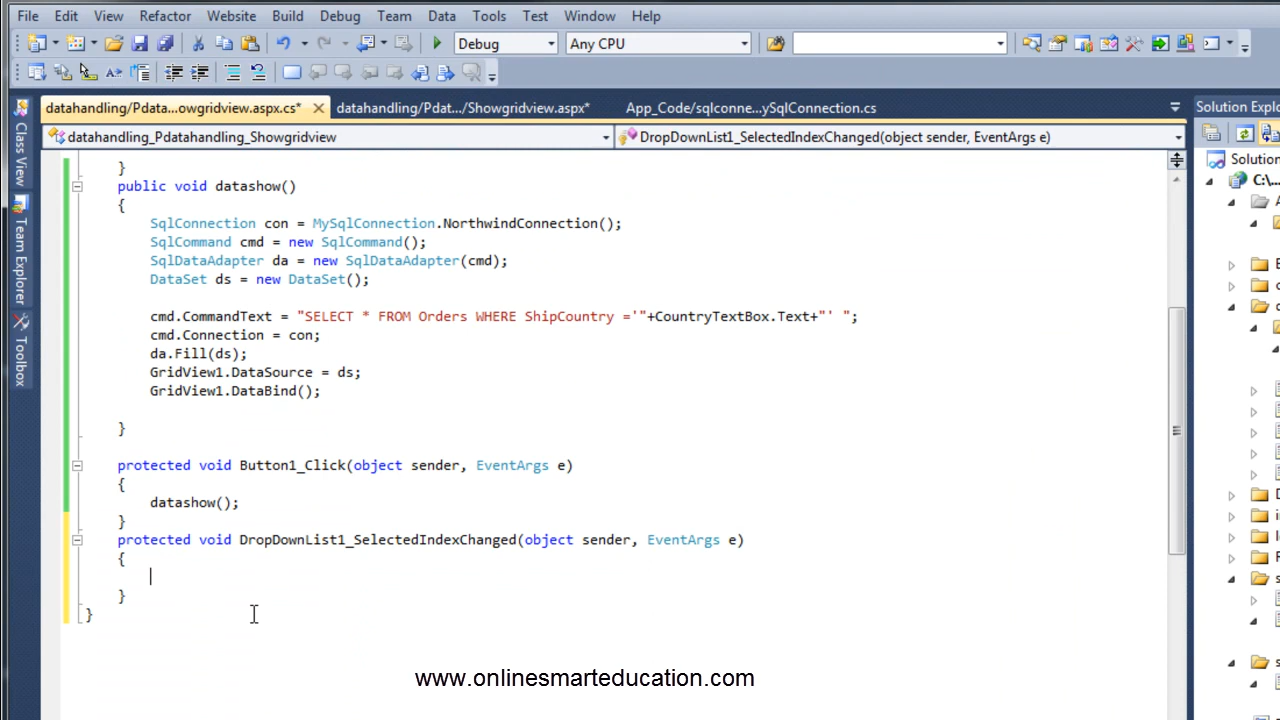 File Edit View Refactor Website Build Debug Team Data Tools Test Window Help
Debug Any CPU
datahandling/Pdata...owgridview.aspx.cs* datahandling/Pdat.../Showgridview.aspx* App_Code/sqlconne...ySqlConnection.cs Solution Explo
datahandling_Pdatahandling_Showgridview DropDownList1_SelectedIndexChanged(object sender, EventArgs e)
Class View
Team Explorer
Toolbox
Solution
C:\...
}
public void datashow()
{
SqlConnection con = MySqlConnection.NorthwindConnection();
SqlCommand cmd = new SqlCommand();
SqlDataAdapter da = new SqlDataAdapter(cmd);
DataSet ds = new DataSet();
cmd.CommandText = "SELECT * FROM Orders WHERE ShipCountry ='"+CountryTextBox.Text+"' ";
cmd.Connection = con;
da.Fill(ds);
GridView1.DataSource = ds;
GridView1.DataBind();
}
protected void Button1_Click(object sender, EventArgs e)
{
datashow();
}
protected void DropDownList1_SelectedIndexChanged(object sender, EventArgs e)
{
}
}
www.onlinesmarteducation.com